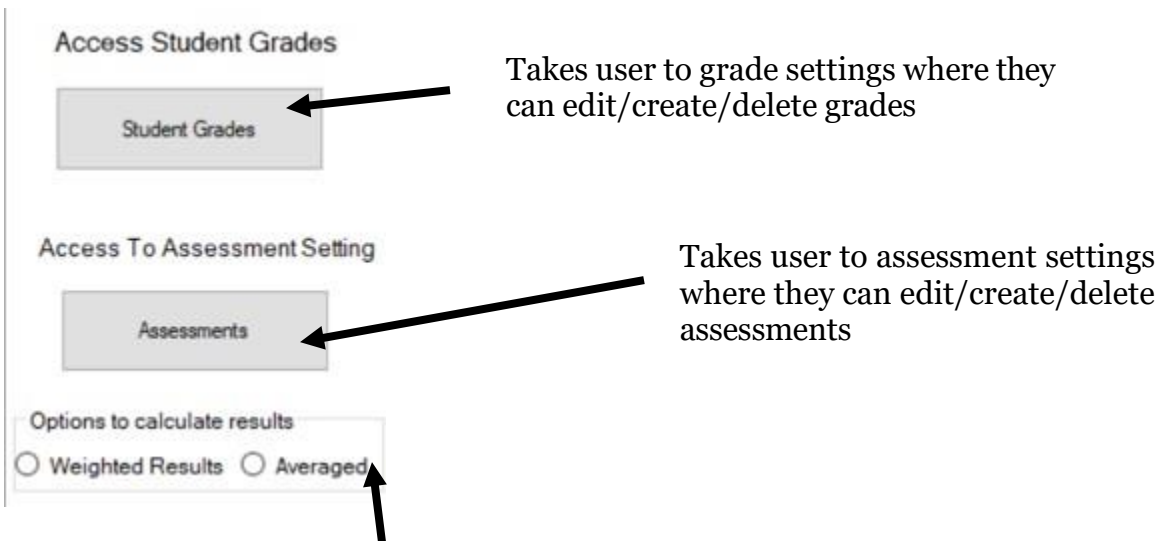 Access Student Grades
Takes user to grade settings where they
can edit/create/delete grades
Student Grades
Access To Assessment Setting
Takes user to assessment settings
where they can edit/create/delete
assessments
Assessments
Options to calculate results
Weighted Results Averaged